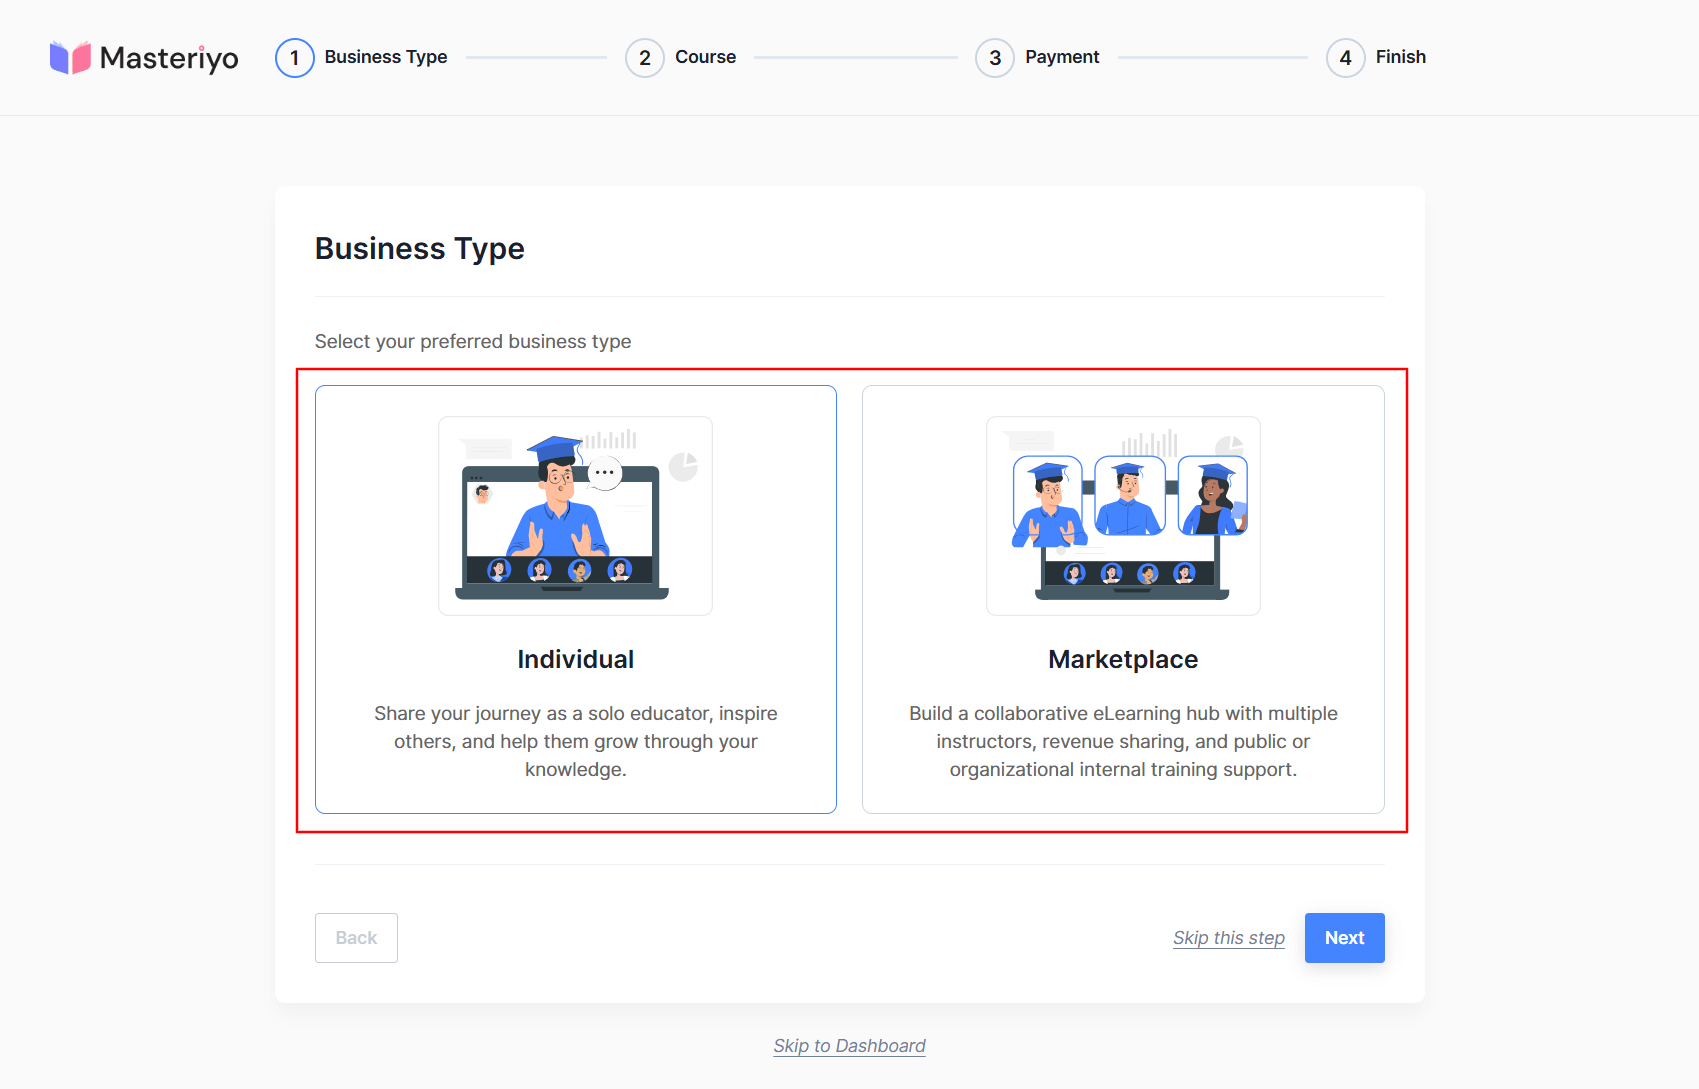 Masteriyo
1 Business Type
2 Course
3 Payment
4 Finish
Business Type
Select your preferred business type
Individual
Share your journey as a solo educator, inspire
others, and help them grow through your
knowledge.
Marketplace
Build a collaborative eLearning hub with multiple
instructors, revenue sharing, and public or
organizational internal training support.
Back
Skip this step
Next
Skip to Dashboard